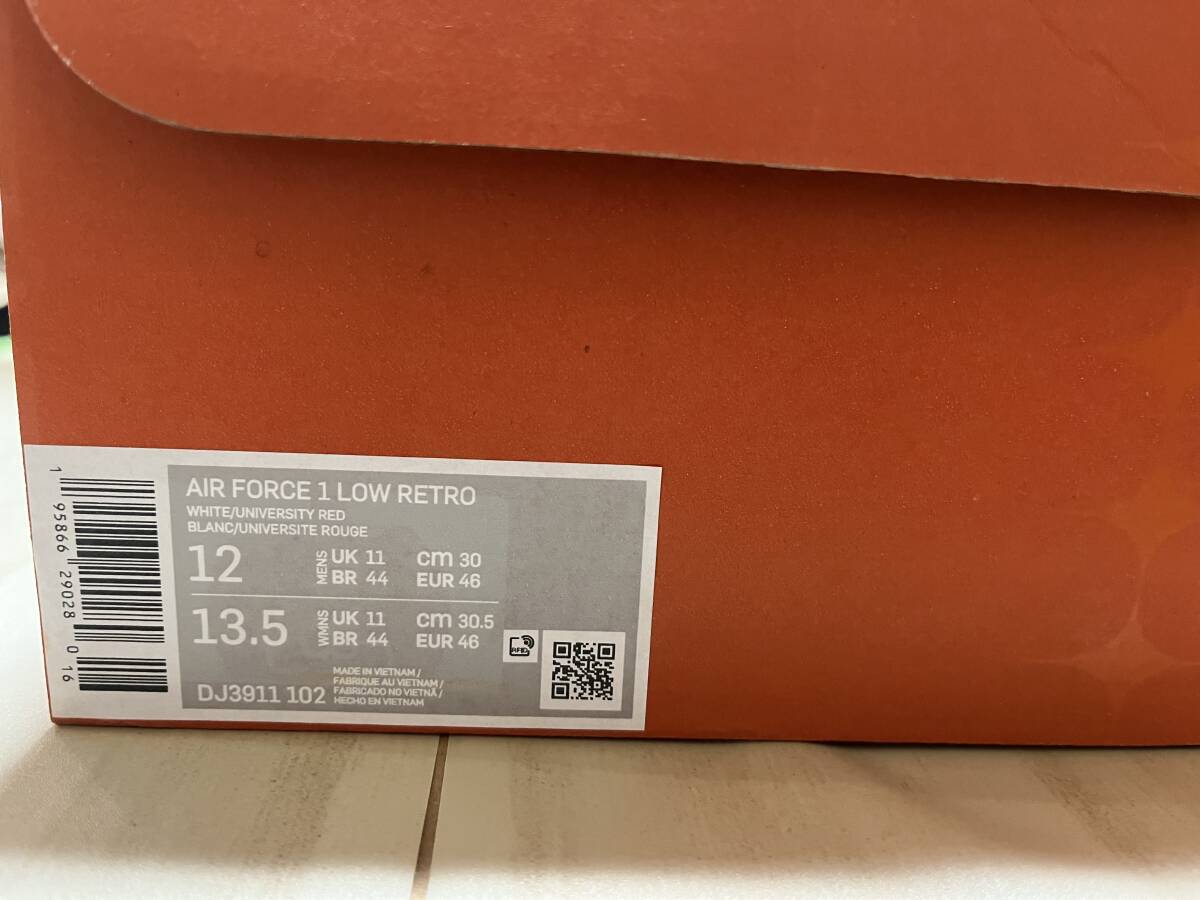 AIR FORCE 1 LOW RETRO
WHITE/UNIVERSITY RED
BLANC/UNIVERSITE ROUGE
12 MENS UK 11 cm 30
BR 44 EUR 46
13.5 WMNS UK 11 cm 30.5
BR 44 EUR 46
DJ3911 102
MADE IN VIETNAM /
FABRIQUE AU VIETNAM /
FABRICADO NO VIETNÃ /
HECHO EN VIETNAM
RFID
1 95866 29028 0 16